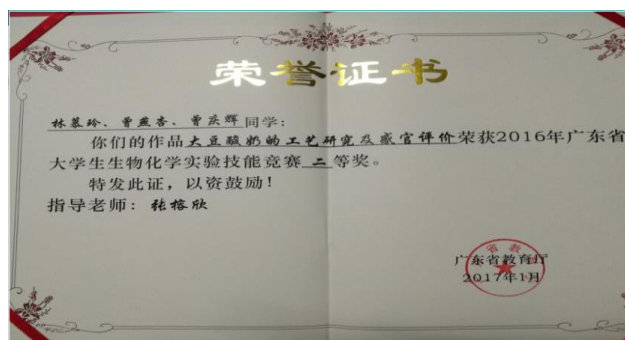 荣誉证书
林慕玲、曾燕杏、曾庆辉同学：
你们的作品大豆酸奶的工艺研究及感官评价荣获2016年广东省
大学生生物化学实验技能竞赛二等奖。
特发此证，以资鼓励！
指导老师：张榕欣
广东省教育厅
2017年1月